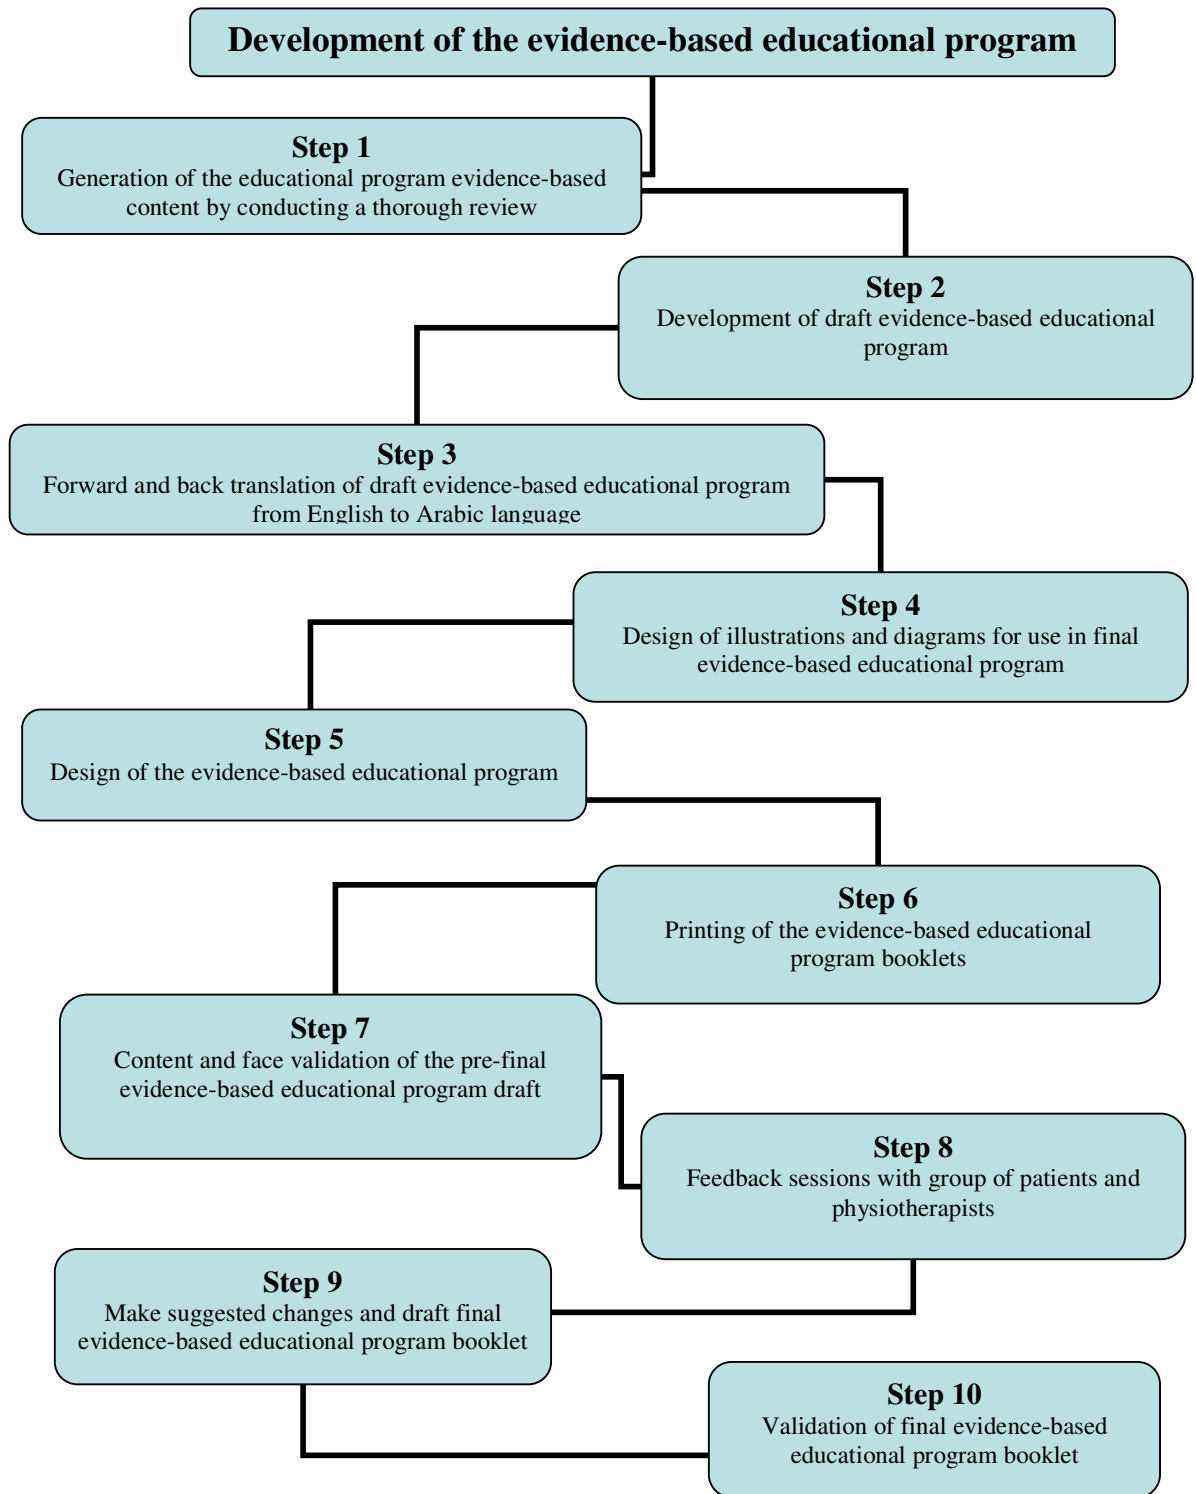 Development of the evidence-based educational program
Step 1
Generation of the educational program evidence-based
content by conducting a thorough review
Step 2
Development of draft evidence-based educational
program
Step 3
Forward and back translation of draft evidence-based educational program
from English to Arabic language
Step 4
Design of illustrations and diagrams for use in final
evidence-based educational program
Step 5
Design of the evidence-based educational program
Step 6
Printing of the evidence-based educational
program booklets
Step 7
Content and face validation of the pre-final
evidence-based educational program draft
Step 8
Feedback sessions with group of patients and
physiotherapists
Step 9
Make suggested changes and draft final
evidence-based educational program booklet
Step 10
Validation of final evidence-based
educational program booklet